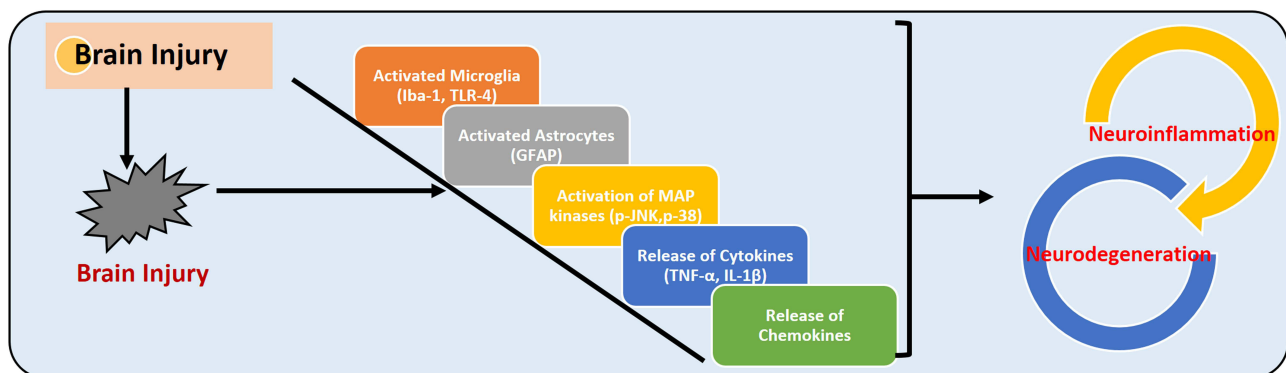 Brain Injury
Brain Injury
Activated Microglia
(Iba-1, TLR-4)
Activated Astrocytes
(GFAP)
Activation of MAP
kinases (p-JNK,p-38)
Release of Cytokines
(TNF-α, IL-1β)
Release of
Chemokines
Neuroinflammation
Neurodegeneration